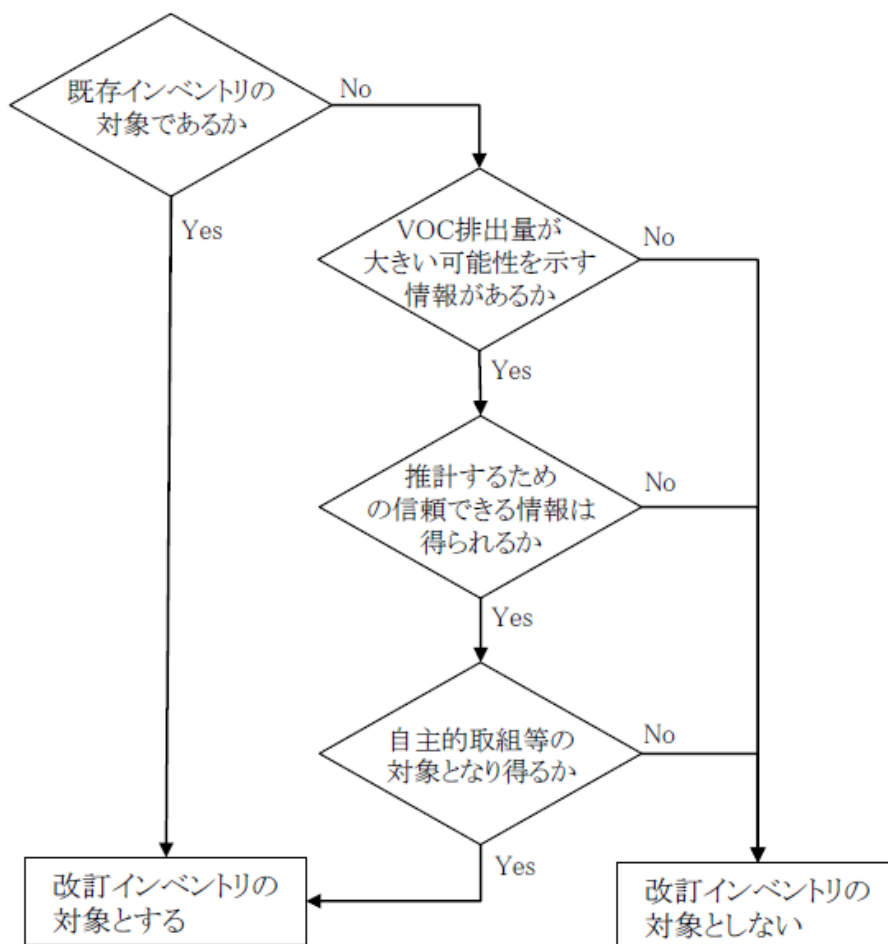 既存インベントリの
対象であるか
No
Yes
VOC排出量が
大きい可能性を示す
情報があるか
No
Yes
推計するため
の信頼できる情報は
得られるか
No
Yes
自主的取組等の
対象となり得るか
No
Yes
改訂インベントリの
対象とする
改訂インベントリの
対象としない